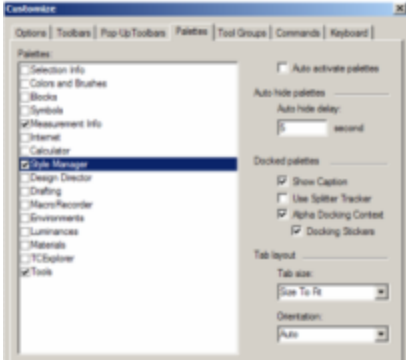 Customize
Options Toolbars Pop-Up Toolbars Palettes Tool Groups Commands Keyboard
Palettes:
Selection Info
Colors and Brushes
Blocks
Symbols
Measurement Info
Internet
Calculator
Style Manager
Design Director
Drafting
MacroRecorder
Environments
Luminances
Materials
TCExplorer
Tools
Auto activate palettes
Auto hide palettes
Auto hide delay:
5 second
Docked palettes
Show Caption
Use Splitter Tracker
Alpha Docking Context
Docking Stickers
Tab layout
Tab size:
Size To Fit
Orientation:
Auto